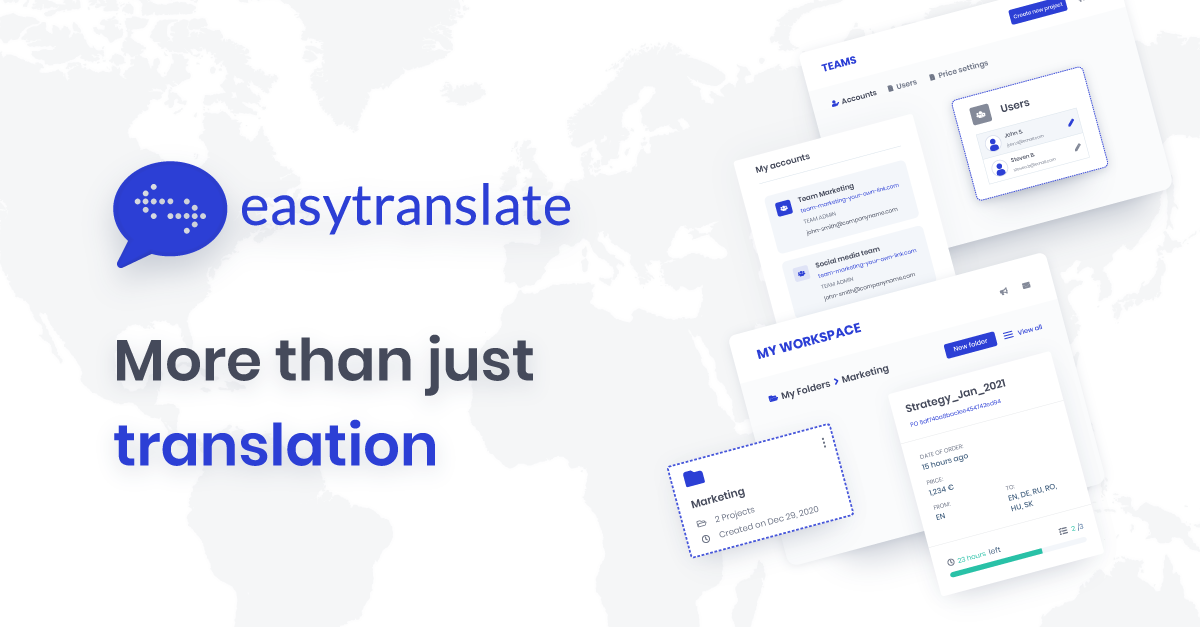 easytranslate
More than just
translation
Create new project
TEAMS
Accounts
Users
Price settings
Users
John S.
Steven B.
My accounts
Team Marketing
team-marketing-your-own-link.com
TEAM ADMIN
john-smith@companyname.com
Social media team
team-marketing-your-own-link.com
TEAM ADMIN
john-smith@companyname.com
MY WORKSPACE
New folder
View all
My Folders > Marketing
Marketing
2 Projects
Created on Dec 29, 2020
Strategy_Jan_2021
DATE OF ORDER:
15 hours ago
PRICE:
1,234 €
FROM:
EN
TO:
EN, DE, RU, RO,
HU, SK
23 hours left
2 /3